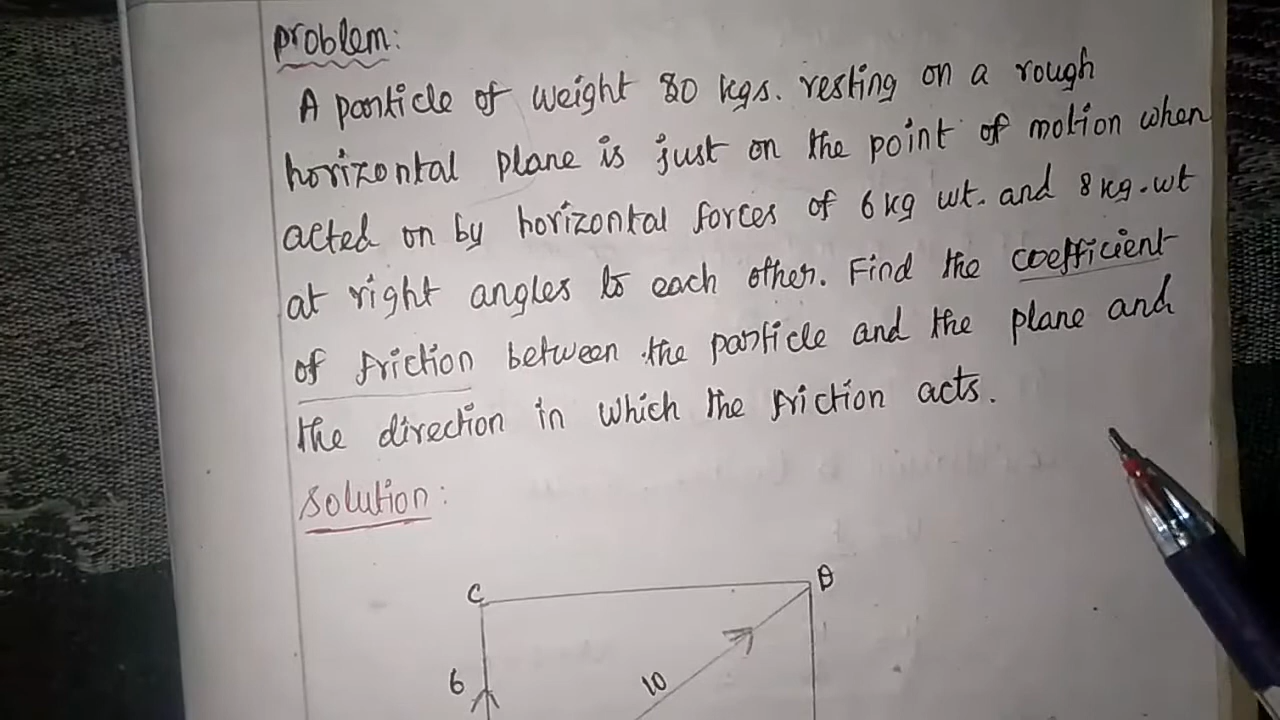 Problem:
A particle of weight 30 kgs. resting on a rough
horizontal plane is just on the point of motion when
acted on by horizontal forces of 6 kg wt. and 8 kg.wt
at right angles to each other. Find the coefficient
of friction between the particle and the plane and
the direction in which the friction acts.
Solution:
C B
6 10